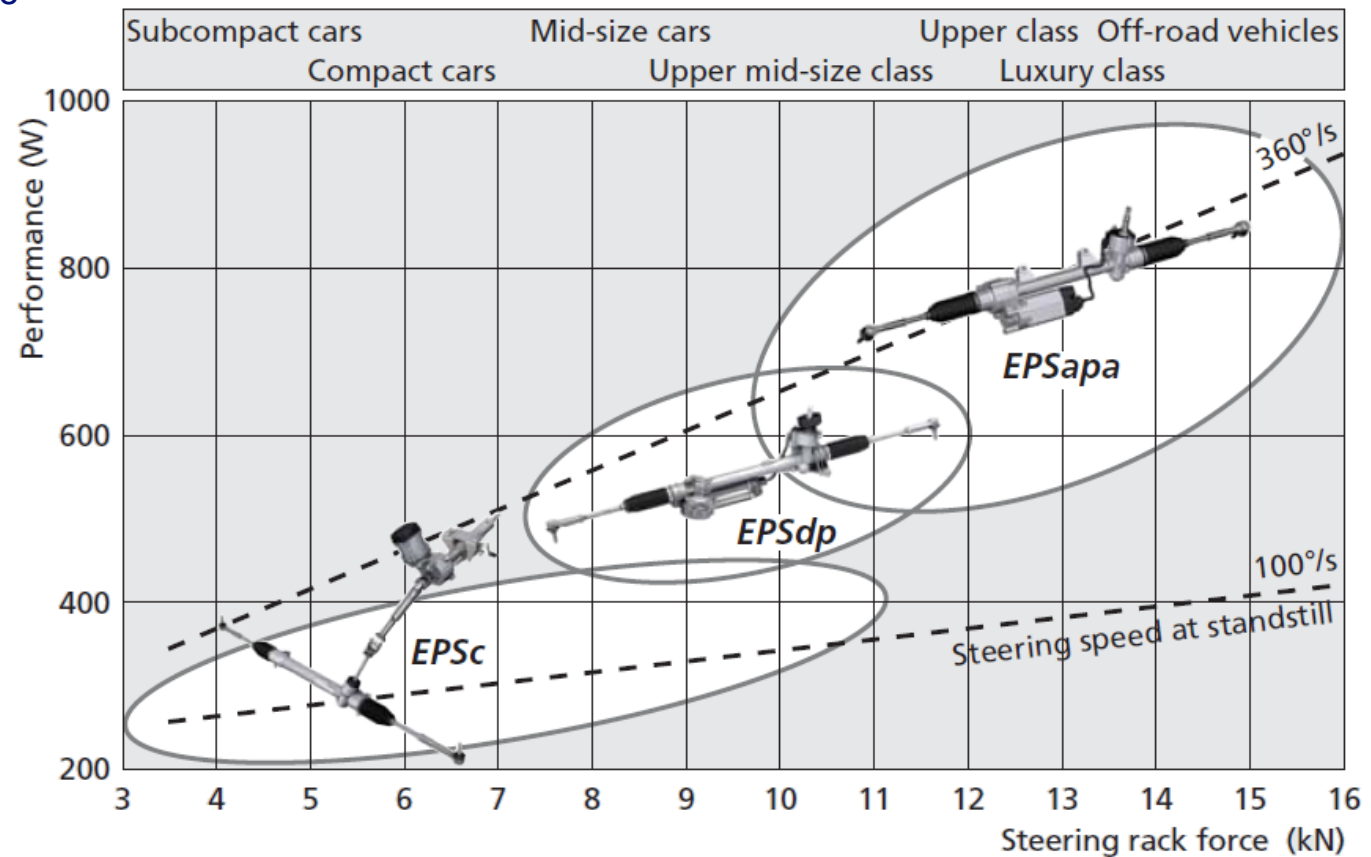 Subcompact cars Mid-size cars Upper class Off-road vehicles
Compact cars Upper mid-size class Luxury class
Performance (W)
1000
800
600
400
200
360°/s
EPSapa
EPSdp
EPSc
100°/s
Steering speed at standstill
3 4 5 6 7 8 9 10 11 12 13 14 15 16
Steering rack force (kN)